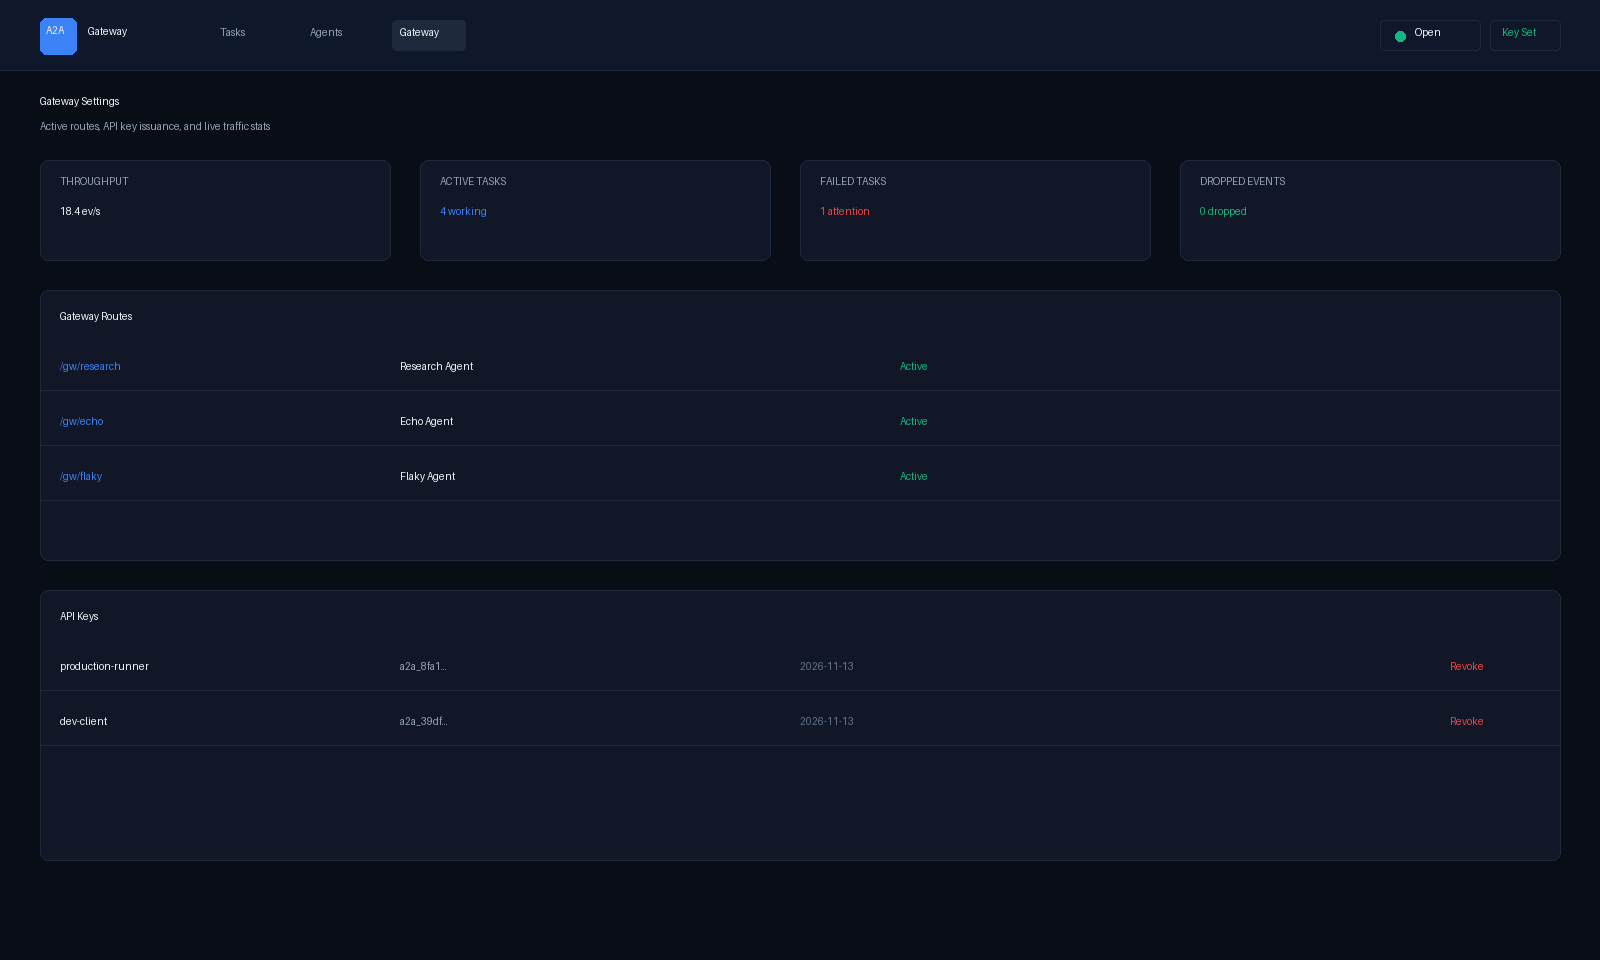 A2A Gateway Tasks Agents Gateway Open Key Set
Gateway Settings
Active routes, API key issuance, and live traffic stats
THROUGHPUT ACTIVE TASKS FAILED TASKS DROPPED EVENTS
18.4 ev/s 4 working 1 attention 0 dropped
Gateway Routes
/gw/research Research Agent Active
/gw/echo Echo Agent Active
/gw/flaky Flaky Agent Active
API Keys
production-runner a2a_8fa1... 2026-11-13 Revoke
dev-client a2a_39df... 2026-11-13 Revoke